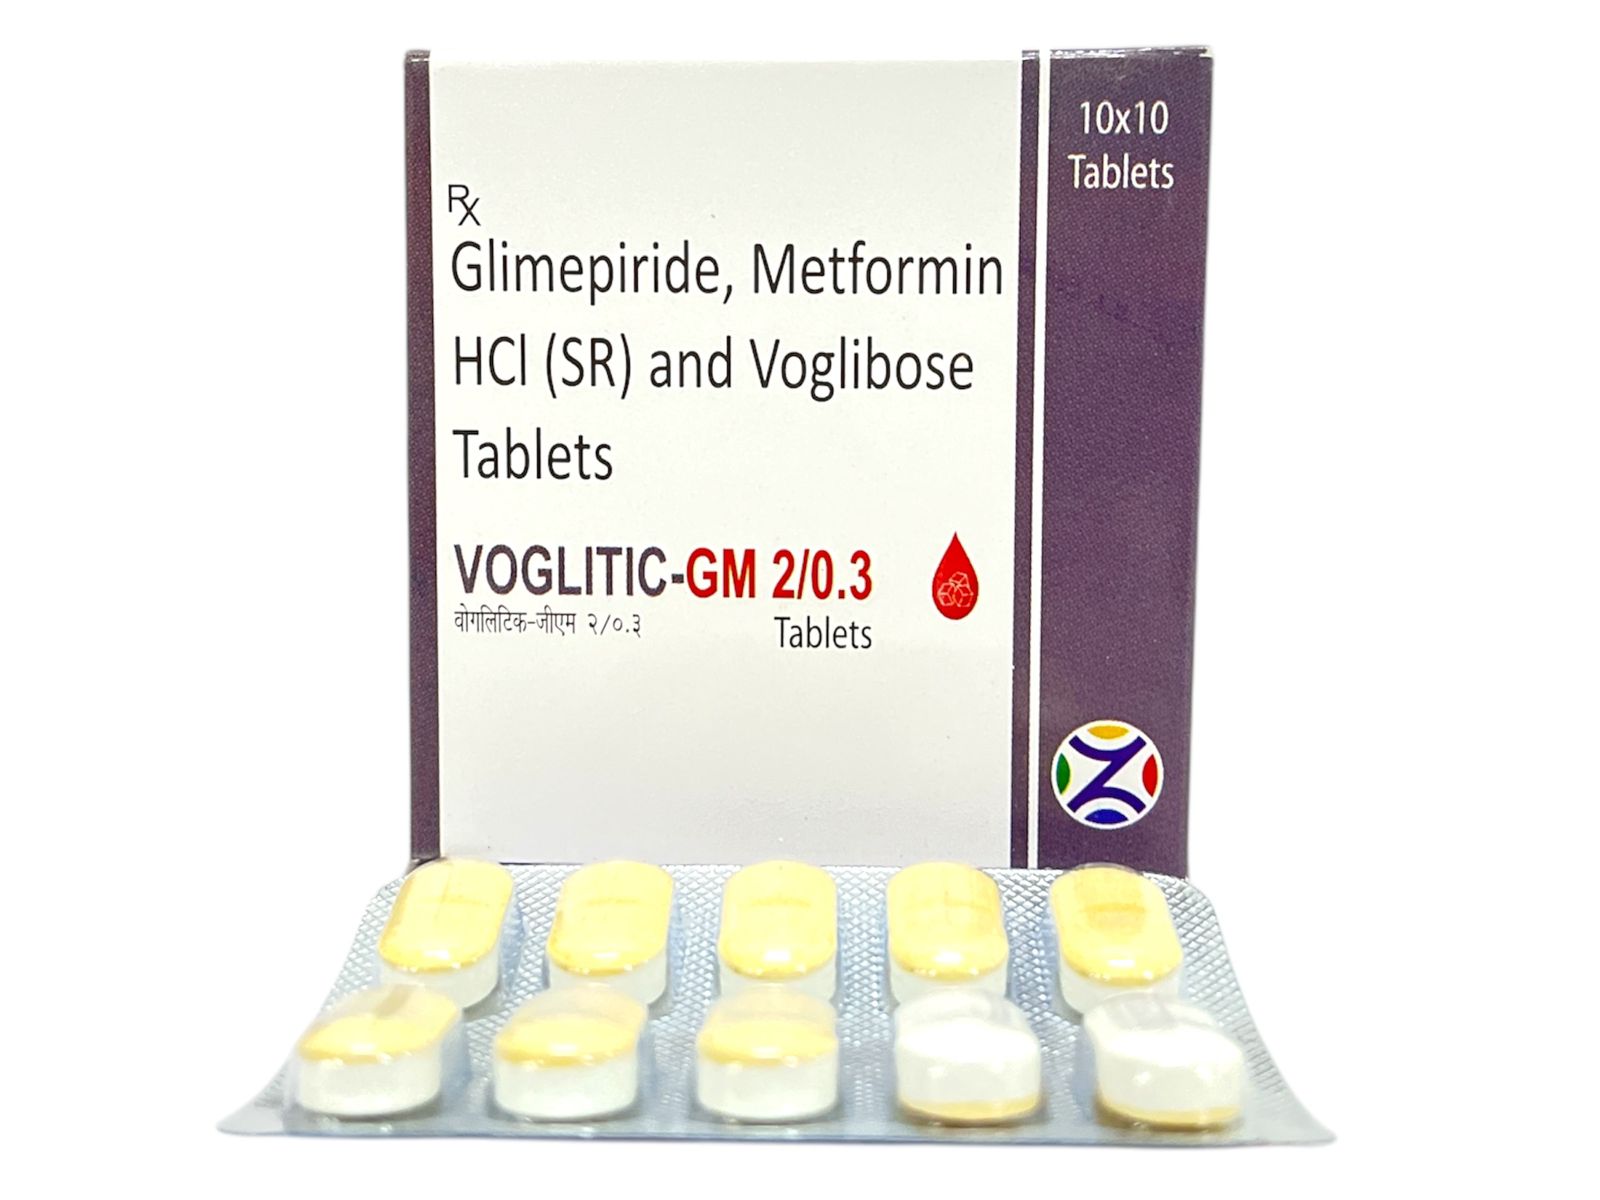 Rx
Glimepiride, Metformin
HCl (SR) and Voglibose
Tablets
VOGLITIC-GM 2/0.3
वोगलिटिक-जीएम २/०.३
Tablets
10x10
Tablets